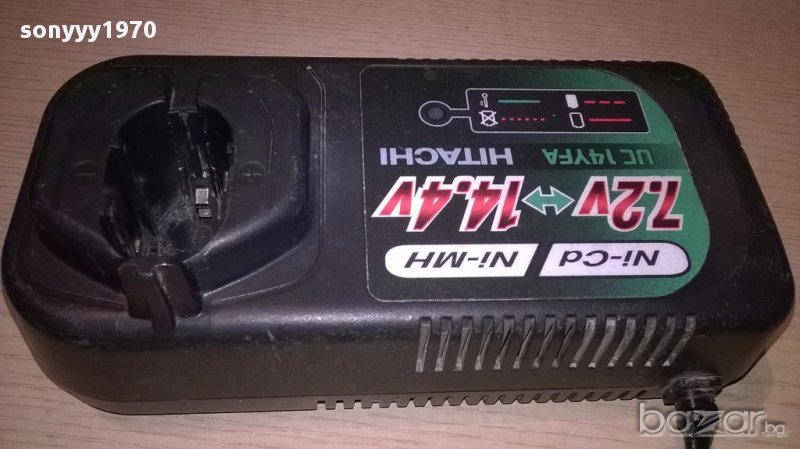 sonyyy1970
Ni-Cd Ni-MH
7.2v ↔ 14.4v
UC 14YFA HITACHI
bazar.bg